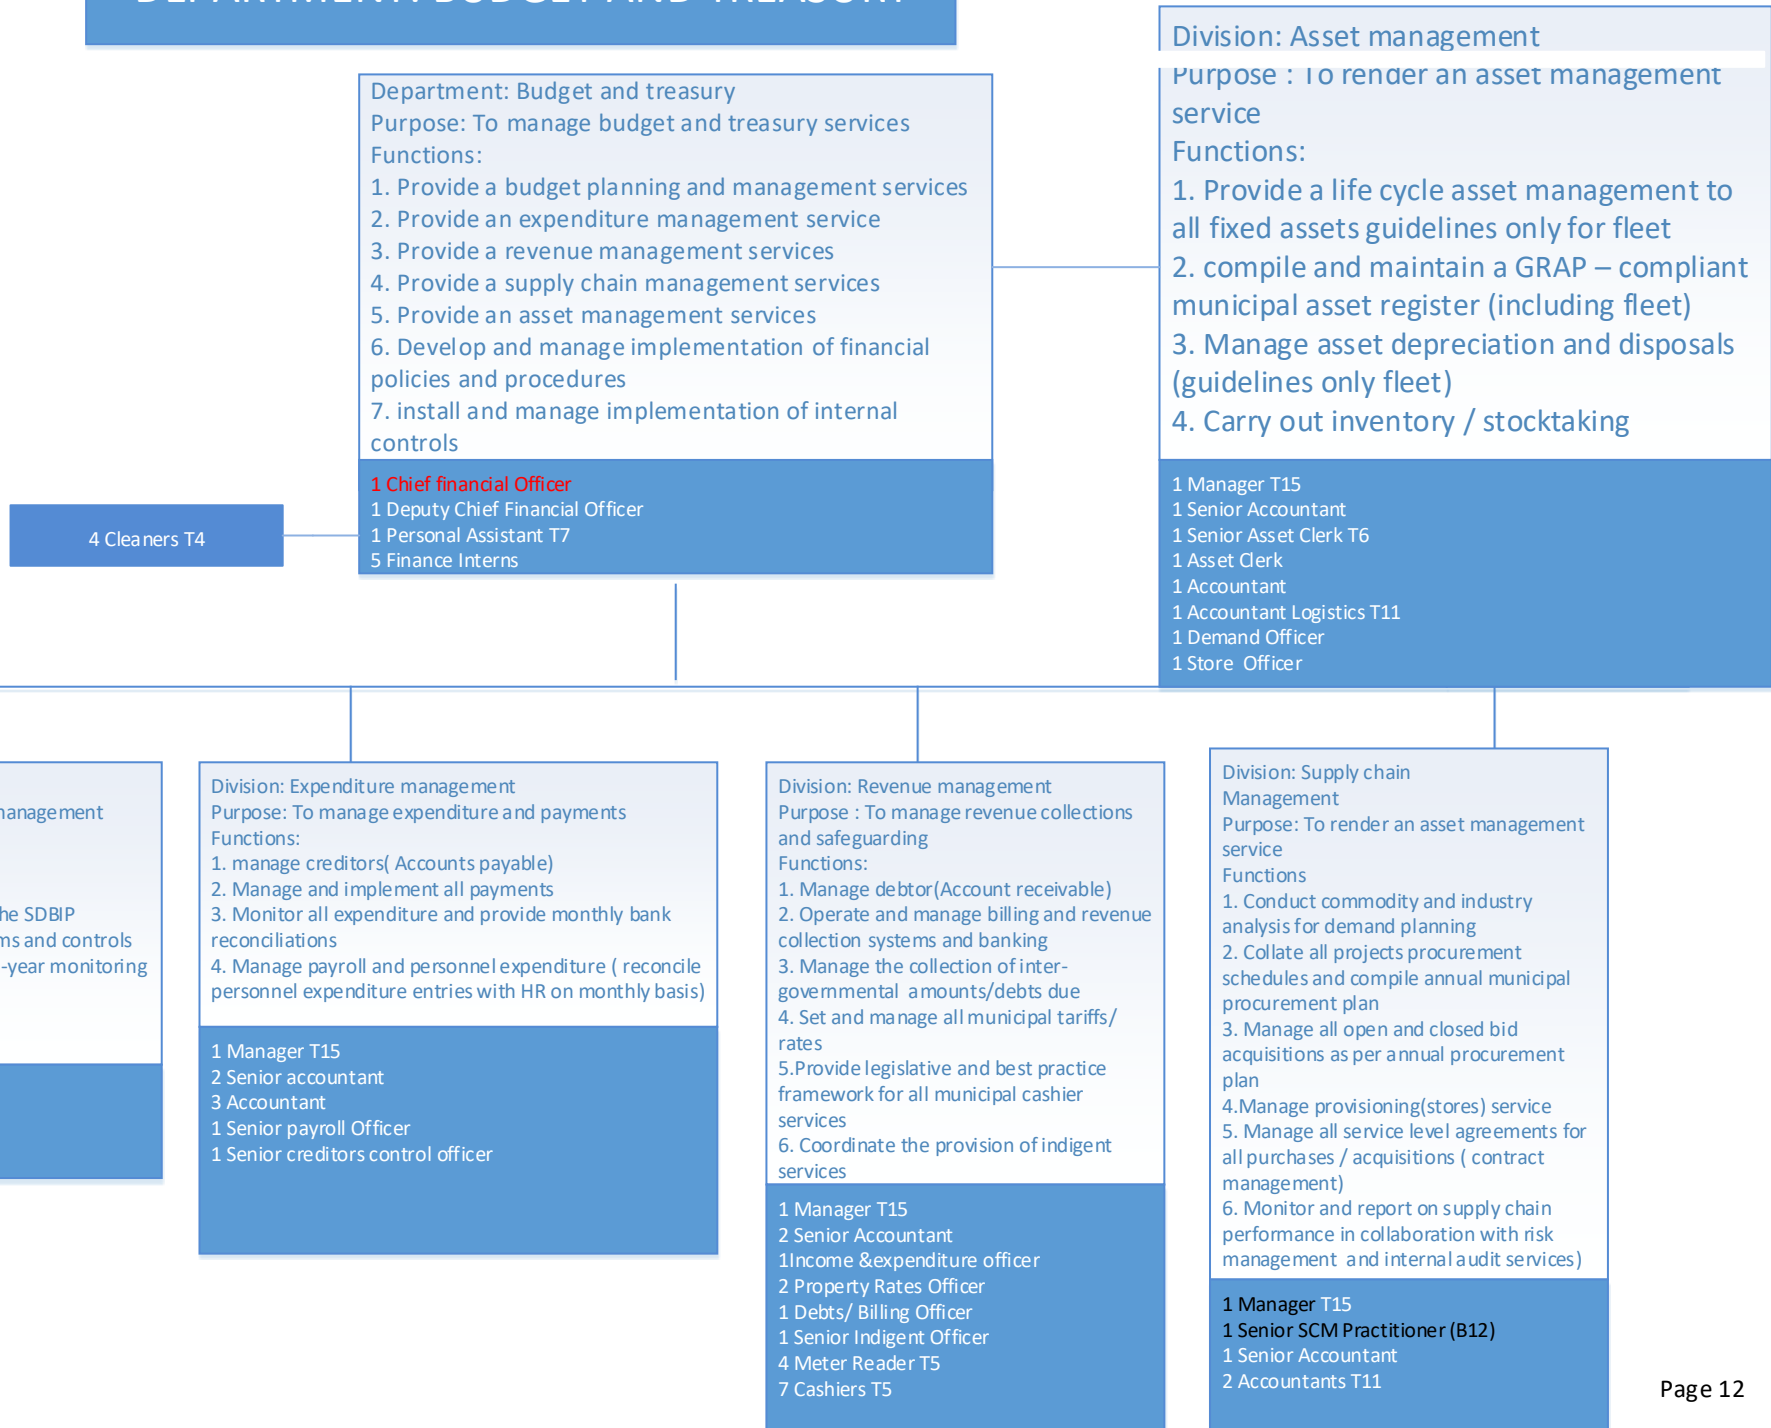 DEPARTMENT: BUDGET AND TREASURY
Department: Budget and treasury
Purpose: To manage budget and treasury services
Functions:
1. Provide a budget planning and management services
2. Provide an expenditure management service
3. Provide a revenue management services
4. Provide a supply chain management services
5. Provide an asset management services
6. Develop and manage implementation of financial
policies and procedures
7. install and manage implementation of internal
controls
1 Chief financial Officer
1 Deputy Chief Financial Officer
1 Personal Assistant T7
5 Finance Interns
4 Cleaners T4
Division: Asset management
Purpose : To render an asset management
service
Functions:
1. Provide a life cycle asset management to
all fixed assets guidelines only for fleet
2. compile and maintain a GRAP – compliant
municipal asset register (including fleet)
3. Manage asset depreciation and disposals
(guidelines only fleet)
4. Carry out inventory / stocktaking
1 Manager T15
1 Senior Accountant
1 Senior Asset Clerk T6
1 Asset Clerk
1 Accountant
1 Accountant Logistics T11
1 Demand Officer
1 Store Officer
management
the SDBIP
ms and controls
-year monitoring
Division: Expenditure management
Purpose: To manage expenditure and payments
Functions:
1. manage creditors( Accounts payable)
2. Manage and implement all payments
3. Monitor all expenditure and provide monthly bank
reconciliations
4. Manage payroll and personnel expenditure ( reconcile
personnel expenditure entries with HR on monthly basis)
1 Manager T15
2 Senior accountant
3 Accountant
1 Senior payroll Officer
1 Senior creditors control officer
Division: Revenue management
Purpose : To manage revenue collections
and safeguarding
Functions:
1. Manage debtor(Account receivable)
2. Operate and manage billing and revenue
collection systems and banking
3. Manage the collection of inter-
governmental amounts/debts due
4. Set and manage all municipal tariffs/
rates
5.Provide legislative and best practice
framework for all municipal cashier
services
6. Coordinate the provision of indigent
services
1 Manager T15
2 Senior Accountant
1Income &expenditure officer
2 Property Rates Officer
1 Debts/ Billing Officer
1 Senior Indigent Officer
4 Meter Reader T5
7 Cashiers T5
Division: Supply chain
Management
Purpose: To render an asset management
service
Functions
1. Conduct commodity and industry
analysis for demand planning
2. Collate all projects procurement
schedules and compile annual municipal
procurement plan
3. Manage all open and closed bid
acquisitions as per annual procurement
plan
4.Manage provisioning(stores) service
5. Manage all service level agreements for
all purchases / acquisitions ( contract
management)
6. Monitor and report on supply chain
performance in collaboration with risk
management and internal audit services)
1 Manager T15
1 Senior SCM Practitioner (B12)
1 Senior Accountant
2 Accountants T11
Page 12